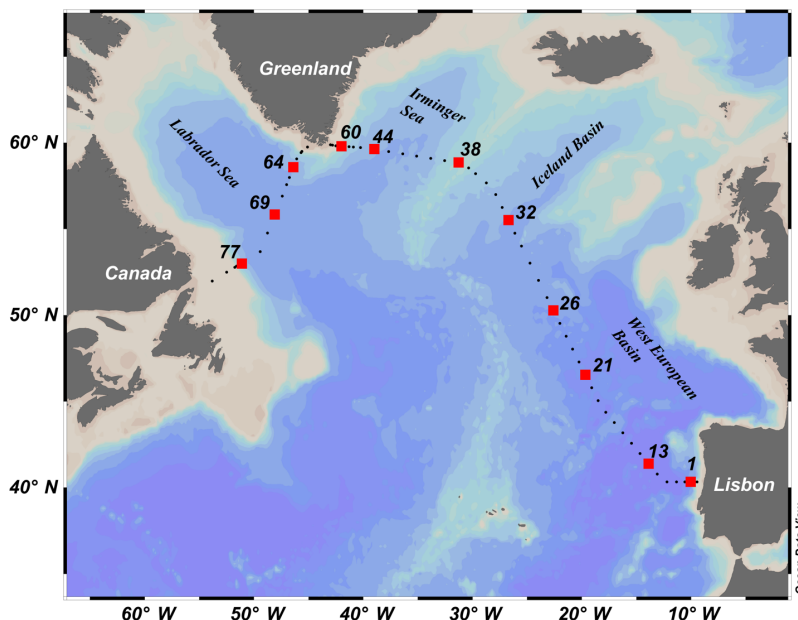 Greenland
Irminger
Sea
60° N
60
44
38
Labrador Sea
64
Iceland Basin
69
32
77
Canada
50° N
26
West European
Basin
21
13
1
40° N
Lisbon
60° W
50° W
40° W
30° W
20° W
10° W